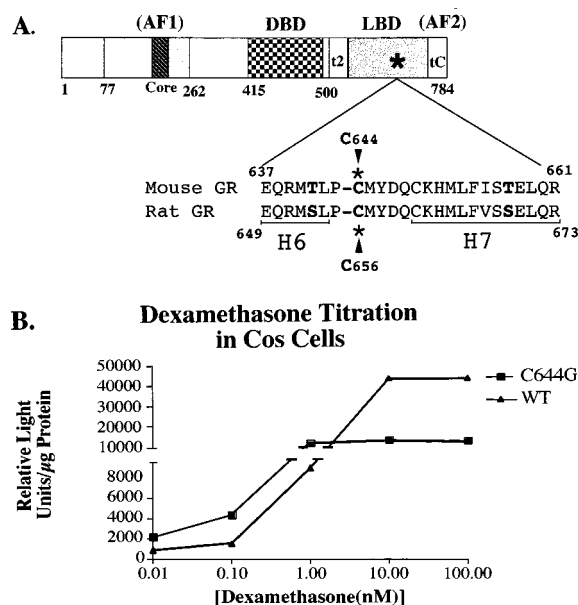 A.
(AF1) DBD LBD (AF2)
t2 * tC
1 77 Core 262 415 500 784
C644
637 * 661
Mouse GR EQRMTLP-CMYDQCKHMLFISTELQR
Rat GR EQRMSLP-CMYDQCKHMLFVSSELQR
649 H6 * H7 673
C656
B.
Dexamethasone Titration
in Cos Cells
Relative Light
Units/µg Protein
50000
40000
30000
20000
10000
8000
6000
4000
2000
0
0.01 0.10 1.00 10.00 100.00
[Dexamethasone(nM)]
C644G
WT